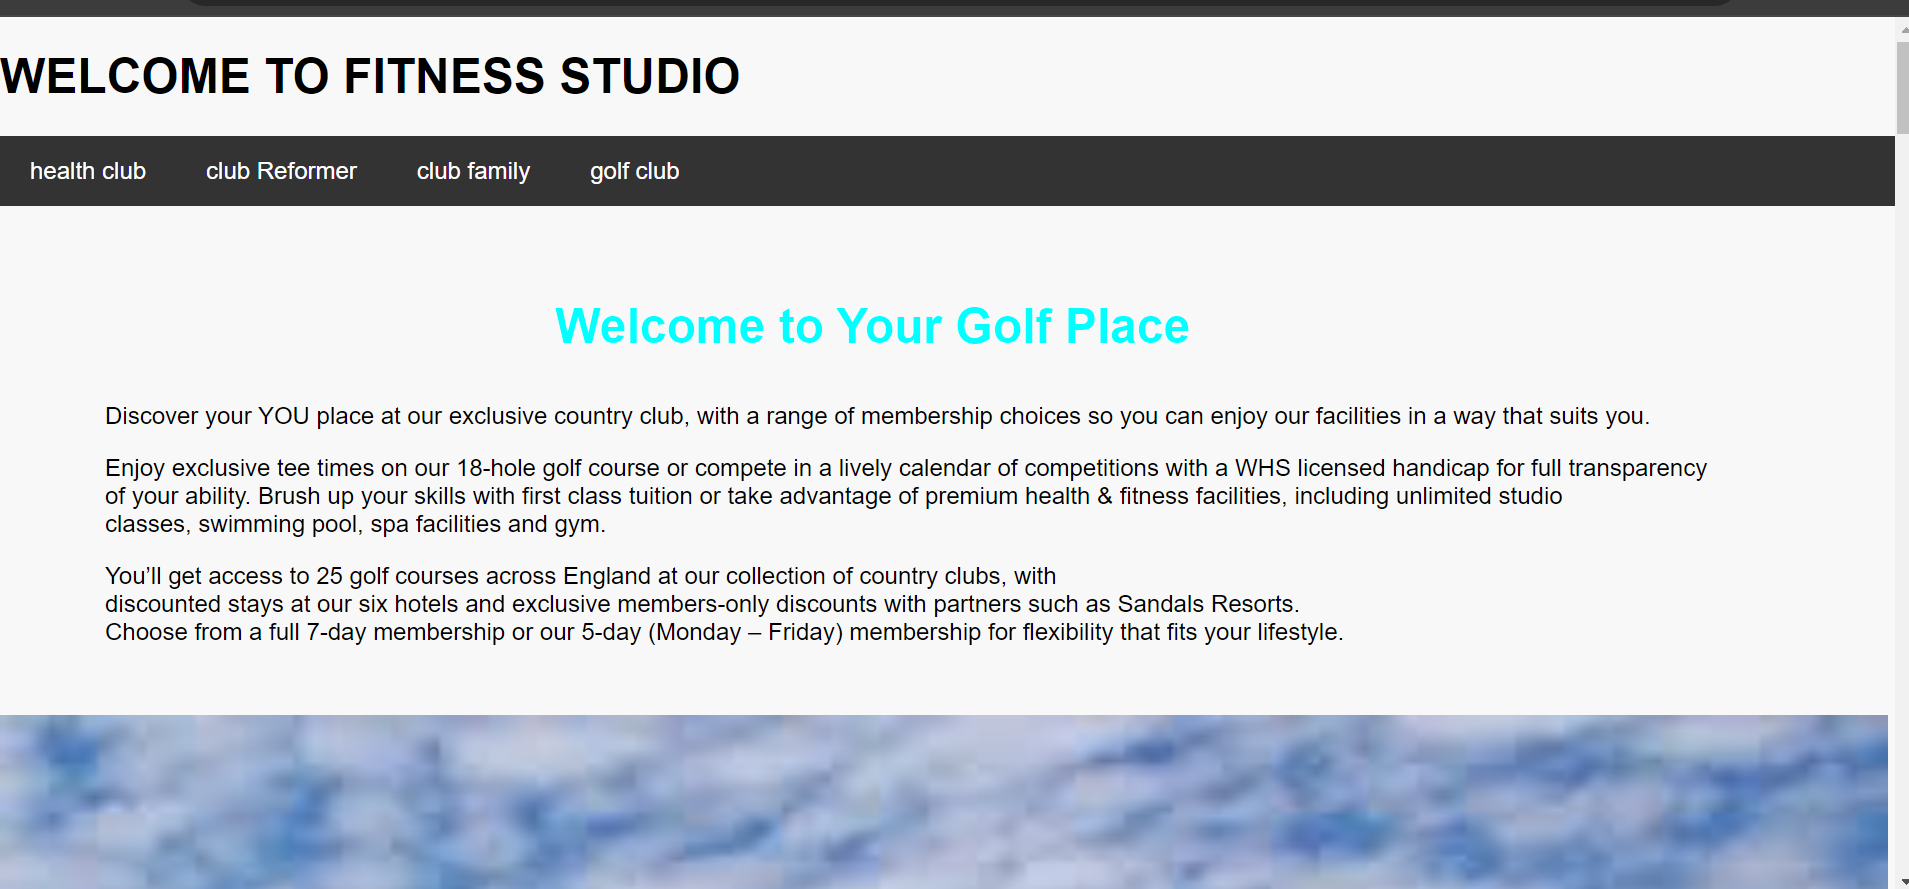 WELCOME TO FITNESS STUDIO
health club club Reformer club family golf club
Welcome to Your Golf Place
Discover your YOU place at our exclusive country club, with a range of membership choices so you can enjoy our facilities in a way that suits you.
Enjoy exclusive tee times on our 18-hole golf course or compete in a lively calendar of competitions with a WHS licensed handicap for full transparency
of your ability. Brush up your skills with first class tuition or take advantage of premium health & fitness facilities, including unlimited studio
classes, swimming pool, spa facilities and gym.
You’ll get access to 25 golf courses across England at our collection of country clubs, with
discounted stays at our six hotels and exclusive members-only discounts with partners such as Sandals Resorts.
Choose from a full 7-day membership or our 5-day (Monday – Friday) membership for flexibility that fits your lifestyle.